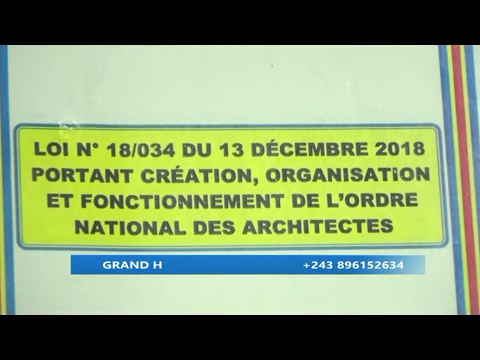 LOI N° 18/034 DU 13 DÉCEMBRE 2018
PORTANT CRÉATION, ORGANISATION
ET FONCTIONNEMENT DE L'ORDRE
NATIONAL DES ARCHITECTES
GRAND H +243 896152634